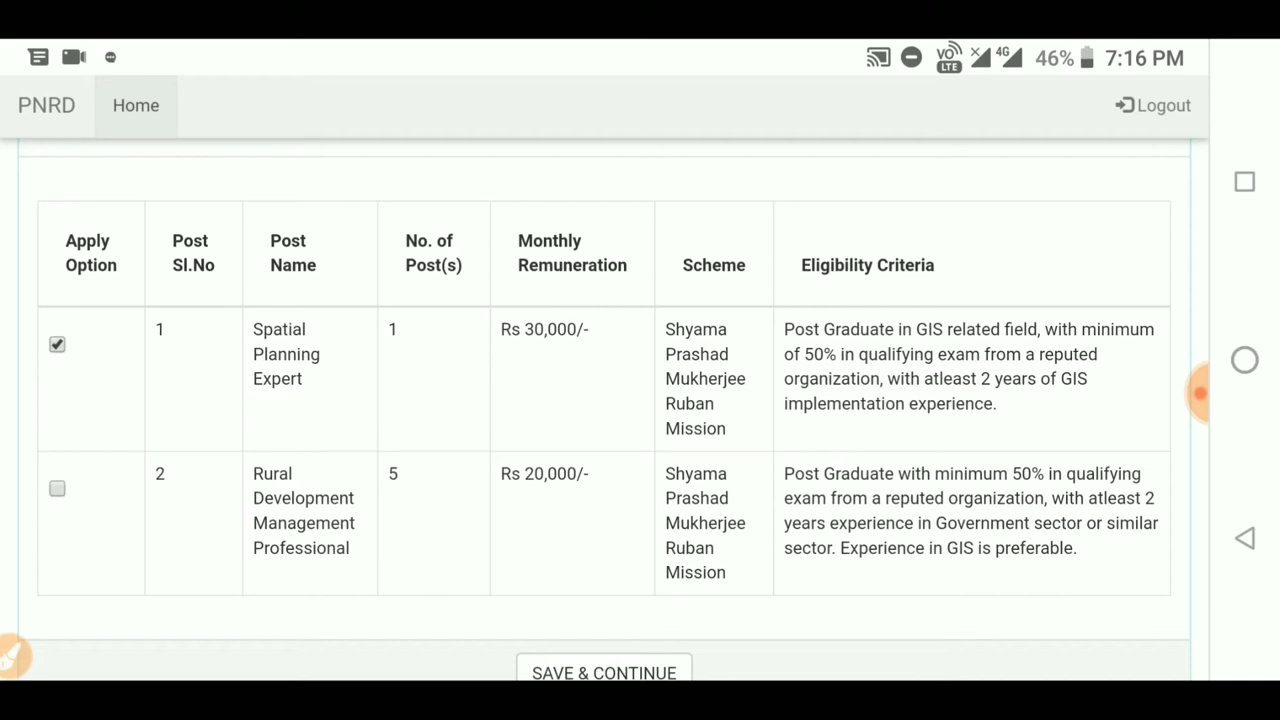 VO LTE 4G 46% 7:16 PM
PNRD Home Logout
Apply Option
Post Sl.No
Post Name
No. of Post(s)
Monthly Remuneration
Scheme
Eligibility Criteria
1
Spatial
Planning
Expert
1
Rs 30,000/-
Shyama
Prashad
Mukherjee
Ruban
Mission
Post Graduate in GIS related field, with minimum
of 50% in qualifying exam from a reputed
organization, with atleast 2 years of GIS
implementation experience.
2
Rural
Development
Management
Professional
5
Rs 20,000/-
Shyama
Prashad
Mukherjee
Ruban
Mission
Post Graduate with minimum 50% in qualifying
exam from a reputed organization, with atleast 2
years experience in Government sector or similar
sector. Experience in GIS is preferable.
SAVE & CONTINUE